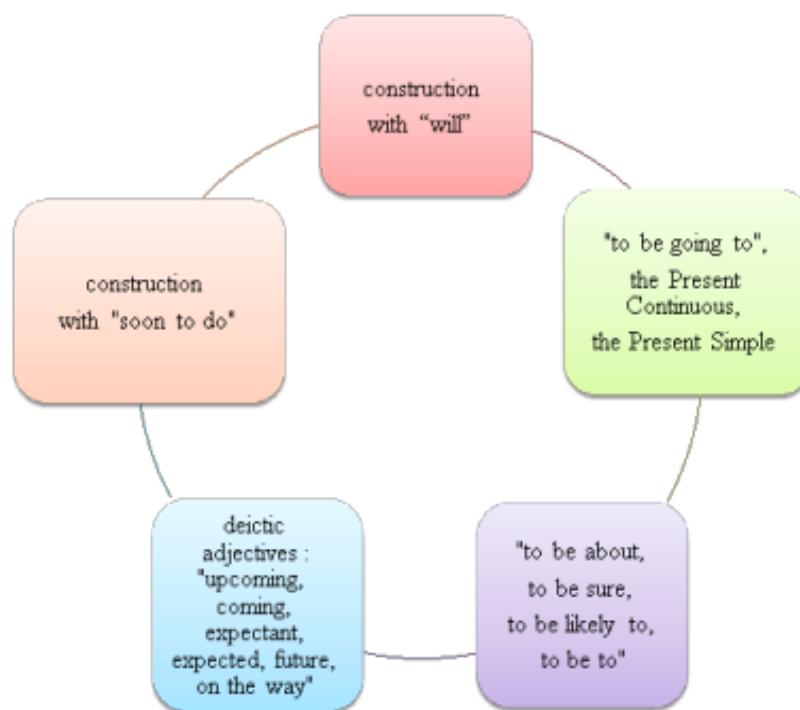 construction
with “will”
"to be going to",
the Present
Continuous,
the Present Simple
"to be about,
to be sure,
to be likely to,
to be to"
deictic
adjectives :
"upcoming,
coming,
expectant,
expected, future,
on the way"
construction
with "soon to do"